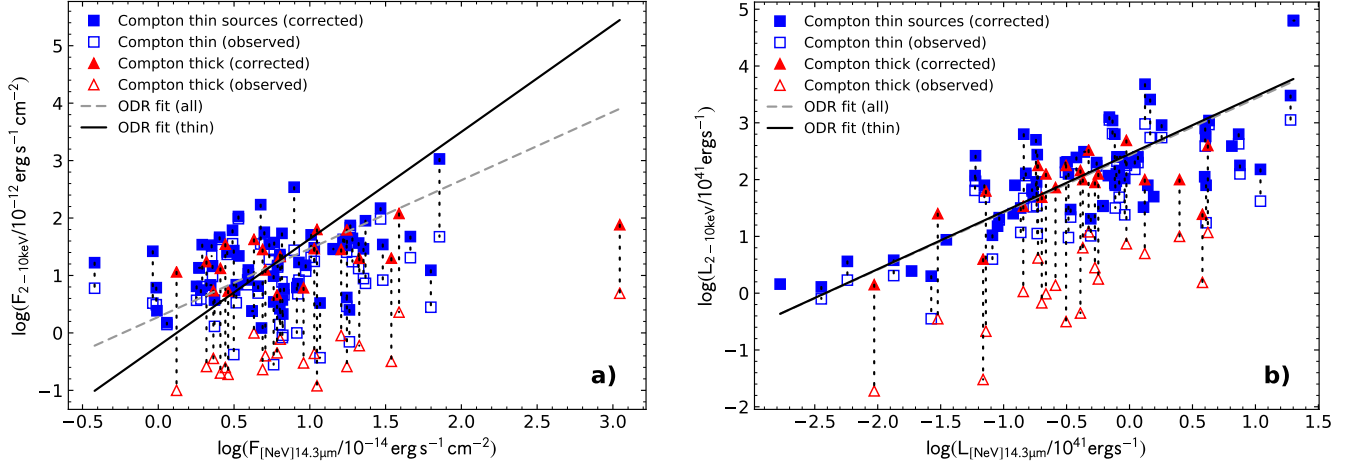 Compton thin sources (corrected)
Compton thin (observed)
Compton thick (corrected)
Compton thick (observed)
ODR fit (all)
ODR fit (thin)
log(F2−10keV/10−12 erg s−1 cm−2)
5
4
3
2
1
0
−1
a)
−0.5 0.0 0.5 1.0 1.5 2.0 2.5 3.0
log(F[NeV]14.3μm/10−14 erg s−1 cm−2)
Compton thin sources (corrected)
Compton thin (observed)
Compton thick (corrected)
Compton thick (observed)
ODR fit (all)
ODR fit (thin)
log(L2−10keV/1041 ergs−1)
5
4
3
2
1
0
−1
−2
b)
−2.5 −2.0 −1.5 −1.0 −0.5 0.0 0.5 1.0 1.5
log(L[NeV]14.3μm/1041 ergs−1)